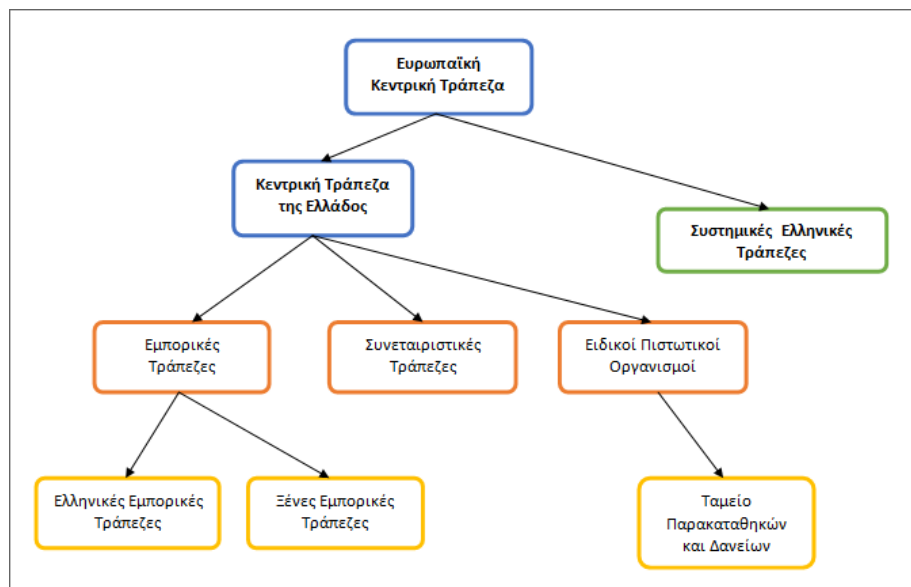 Ευρωπαϊκή
Κεντρική Τράπεζα
Κεντρική Τράπεζα
της Ελλάδος
Συστημικές Ελληνικές
Τράπεζες
Εμπορικές
Τράπεζες
Συνεταιριστικές
Τράπεζες
Ειδικοί Πιστωτικοί
Οργανισμοί
Ελληνικές Εμπορικές
Τράπεζες
Ξένες Εμπορικές
Τράπεζες
Ταμείο
Παρακαταθηκών
και Δανείων